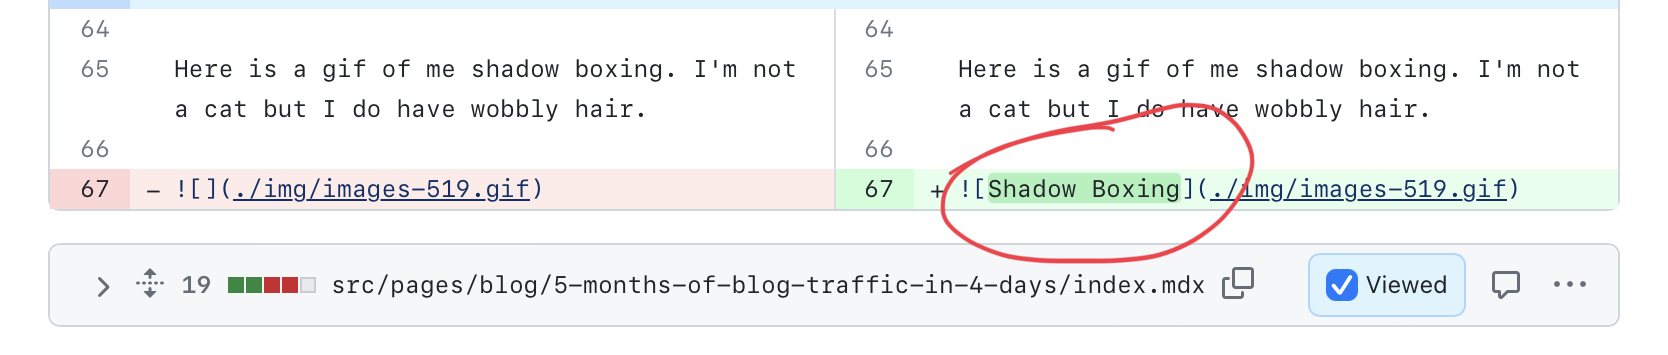 64
65 Here is a gif of me shadow boxing. I'm not
a cat but I do have wobbly hair.
66
67 – ![](./img/images-519.gif)
64
65 Here is a gif of me shadow boxing. I'm not
a cat but I do have wobbly hair.
66
67 + ![Shadow Boxing](./img/images-519.gif)
19 src/pages/blog/5-months-of-blog-traffic-in-4-days/index.mdx Viewed